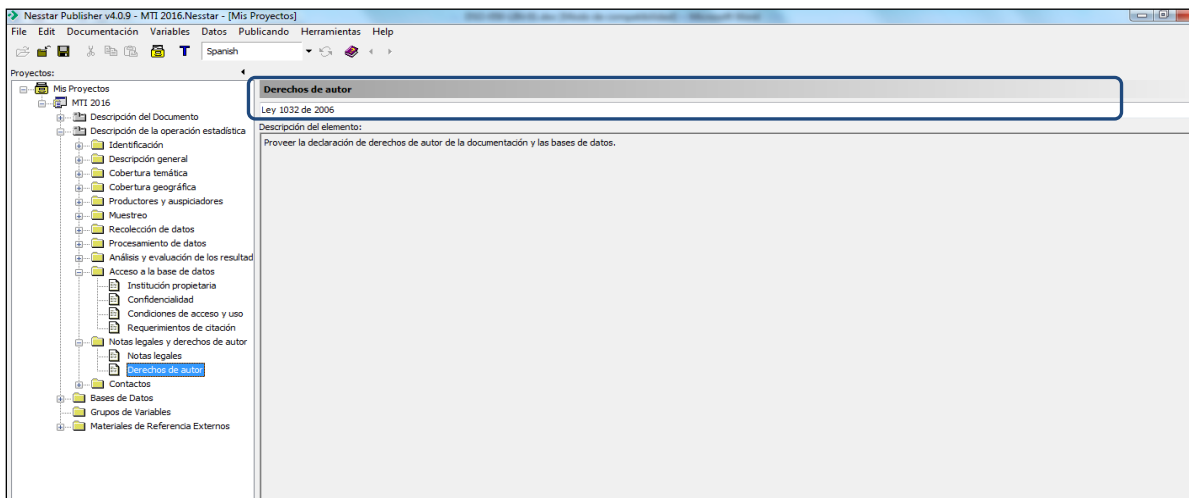 Nesstar Publisher v4.0.9 - MTI 2016.Nesstar - [Mis Proyectos]
File Edit Documentación Variables Datos Publicando Herramientas Help
T Spanish
Proyectos:
Mis Proyectos
MTI 2016
Descripción del Documento
Descripción de la operación estadística
Identificación
Descripción general
Cobertura temática
Cobertura geográfica
Productores y auspiciadores
Muestreo
Recolección de datos
Procesamiento de datos
Análisis y evaluación de los resultad
Acceso a la base de datos
Institución propietaria
Confidencialidad
Condiciones de acceso y uso
Requerimientos de citación
Notas legales y derechos de autor
Notas legales
Derechos de autor
Contactos
Bases de Datos
Grupos de Variables
Materiales de Referencia Externos
Derechos de autor
Ley 1032 de 2006
Descripción del elemento:
Proveer la declaración de derechos de autor de la documentación y las bases de datos.